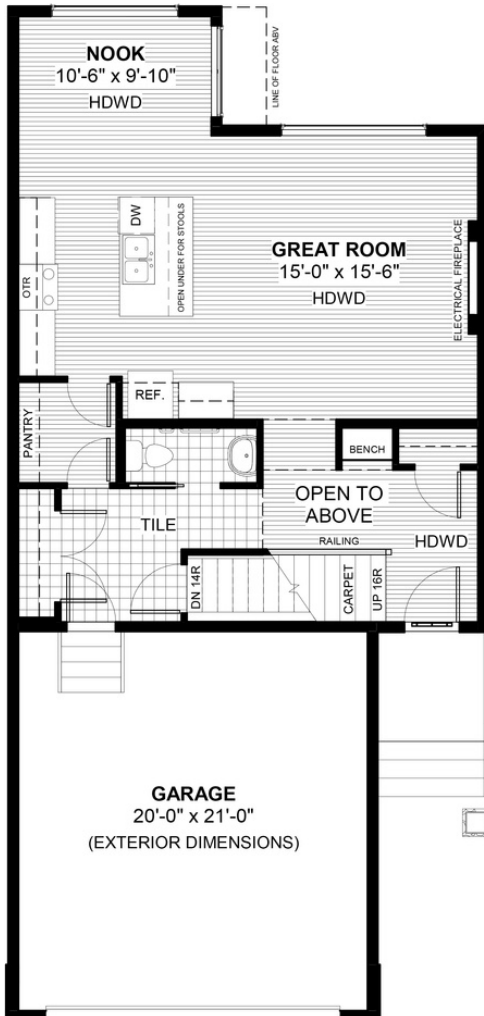 NOOK
10'-6" x 9'-10"
HDWD
LINE OF FLOOR ABV
DW
OPEN UNDER FOR STOOLS
GREAT ROOM
15'-0" x 15'-6"
HDWD
ELECTRICAL FIREPLACE
OTR
REF.
PANTRY
BENCH
TILE
OPEN TO
ABOVE
RAILING
HDWD
DN 14R
CARPET
UP 16R
GARAGE
20'-0" x 21'-0"
(EXTERIOR DIMENSIONS)